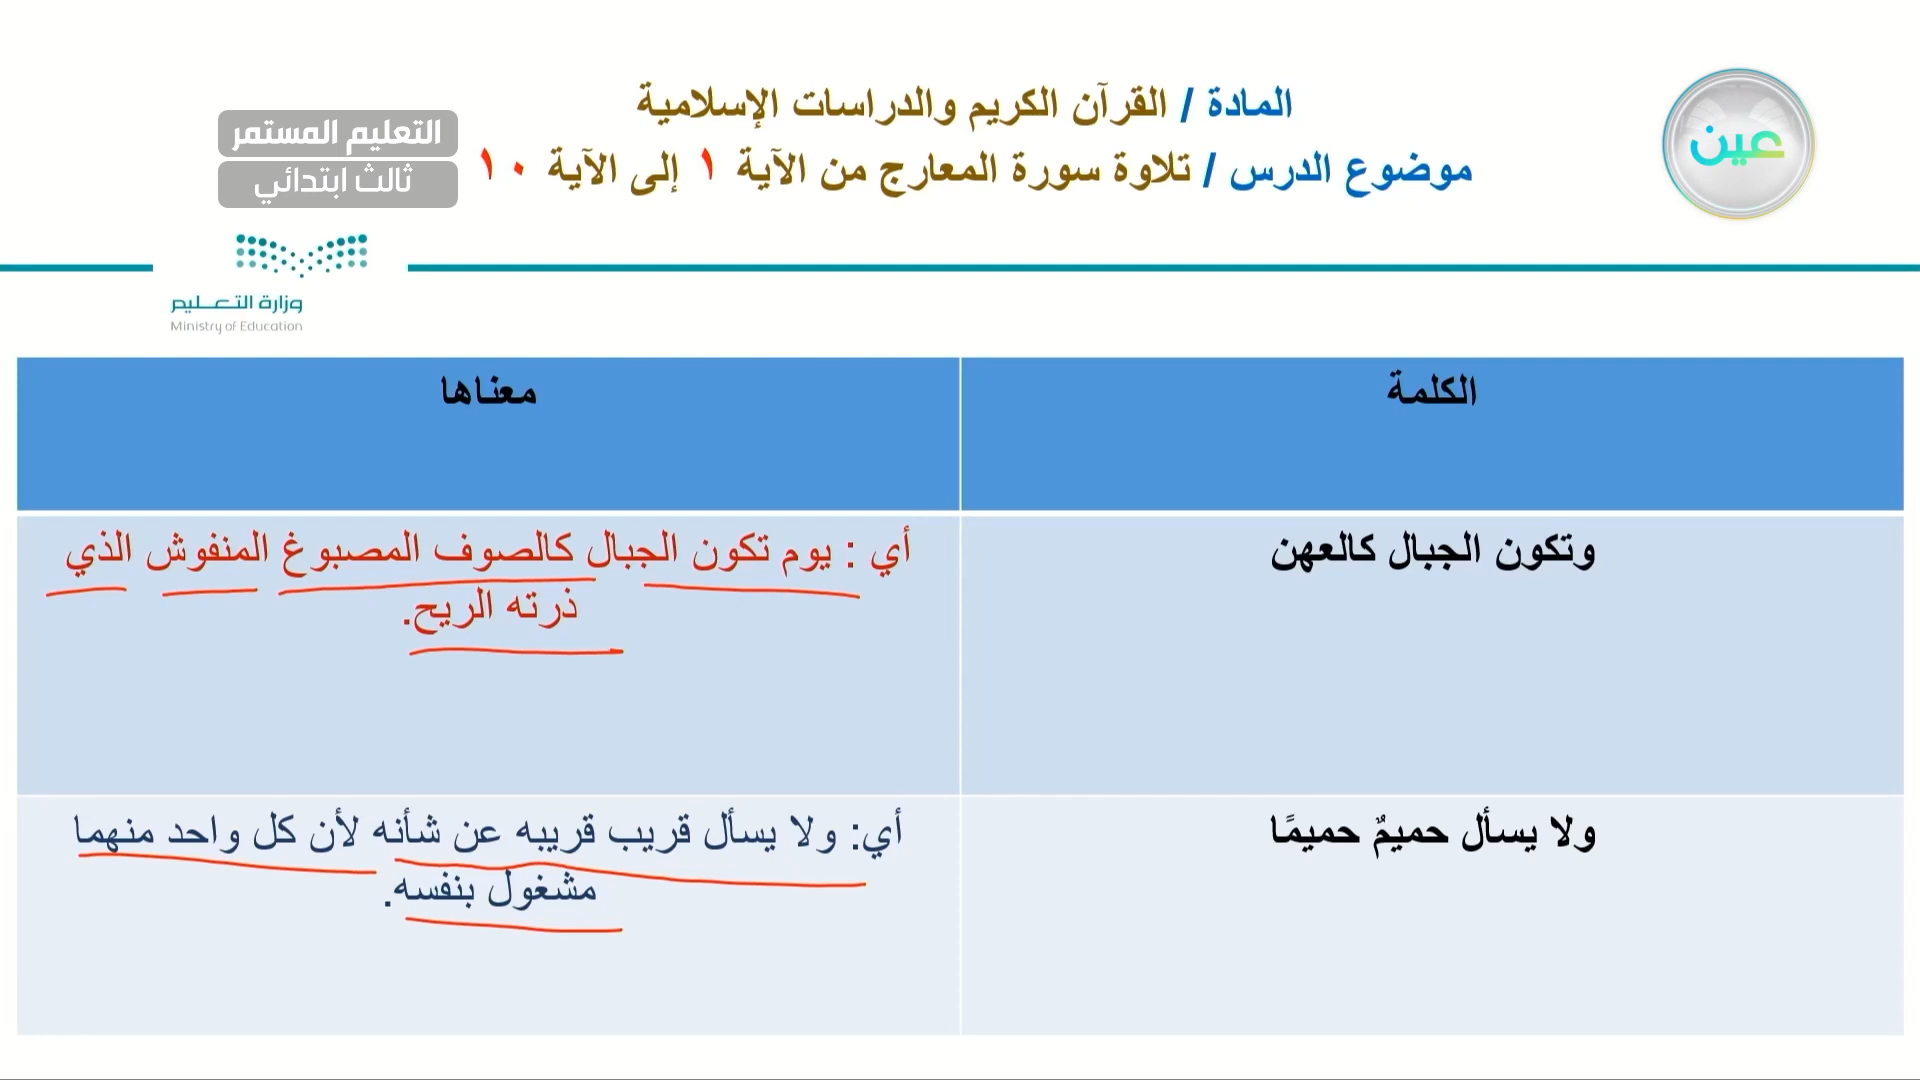 المادة / القرآن الكريم والدراسات الإسلامية
موضوع الدرس / تلاوة سورة المعارج من الآية ١ إلى الآية ١٠
عين
التعليم المستمر
ثالث ابتدائي
وزارة التعـــليم
Ministry of Education
الكلمة
معناها
وتكون الجبال كالعهن
أي : يوم تكون الجبال كالصوف المصبوغ المنفوش الذي
ذرته الريح.
ولا يسأل حميمٌ حميمًا
أي: ولا يسأل قريب قريبه عن شأنه لأن كل واحد منهما
مشغول بنفسه.